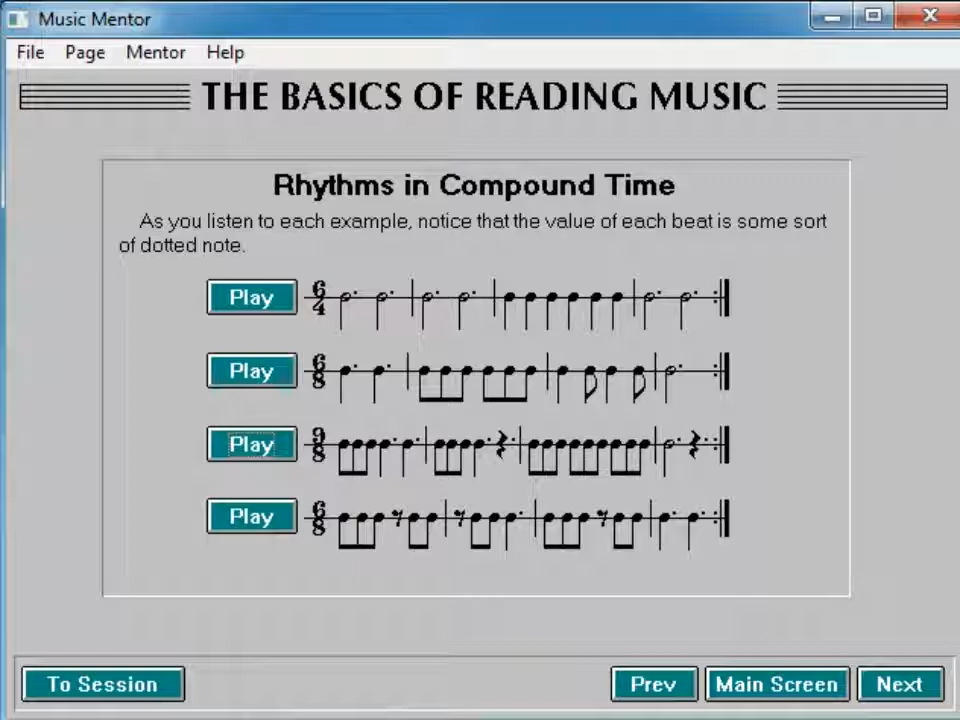 Music Mentor
File Page Mentor Help
THE BASICS OF READING MUSIC
Rhythms in Compound Time
As you listen to each example, notice that the value of each beat is some sort
of dotted note.
Play 6 4
Play 6 8
Play 9 8
Play 6 8
To Session Prev Main Screen Next